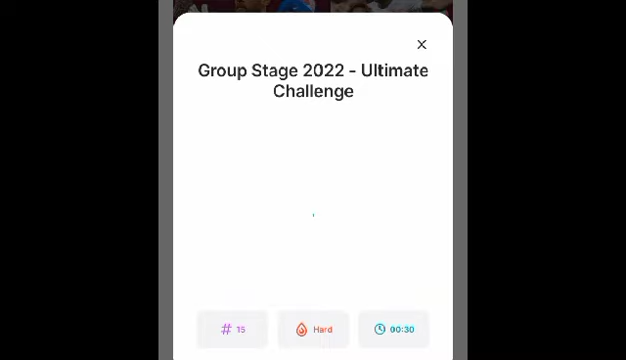 X
Group Stage 2022 - Ultimate
Challenge
# 15
Hard
00:30